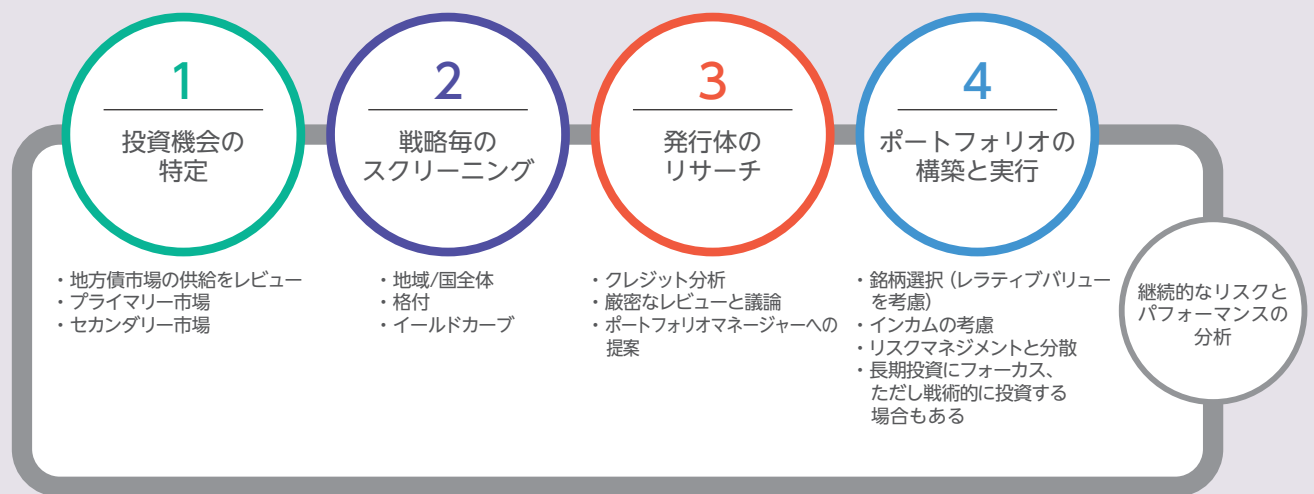 1
投資機会の
特定
・地方債市場の供給をレビュー
・プライマリー市場
・セカンダリー市場
2
戦略毎の
スクリーニング
・地域/国全体
・格付
・イールドカーブ
3
発行体の
リサーチ
・クレジット分析
・厳密なレビューと議論
・ポートフォリオマネージャーへの
提案
4
ポートフォリオの
構築と実行
・銘柄選択（レラティブバリュー
を考慮）
・インカムの考慮
・リスクマネジメントと分散
・長期投資にフォーカス、
ただし戦術的に投資する
場合もある
継続的なリスクと
パフォーマンスの
分析